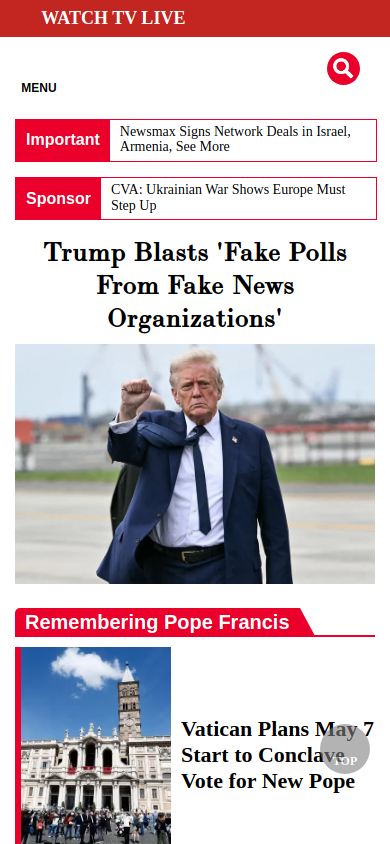 WATCH TV LIVE
MENU
Important
Newsmax Signs Network Deals in Israel,
Armenia, See More
Sponsor
CVA: Ukrainian War Shows Europe Must
Step Up
Trump Blasts 'Fake Polls
From Fake News
Organizations'
Remembering Pope Francis
Vatican Plans May 7
Start to Conclave
Vote for New Pope
TOP